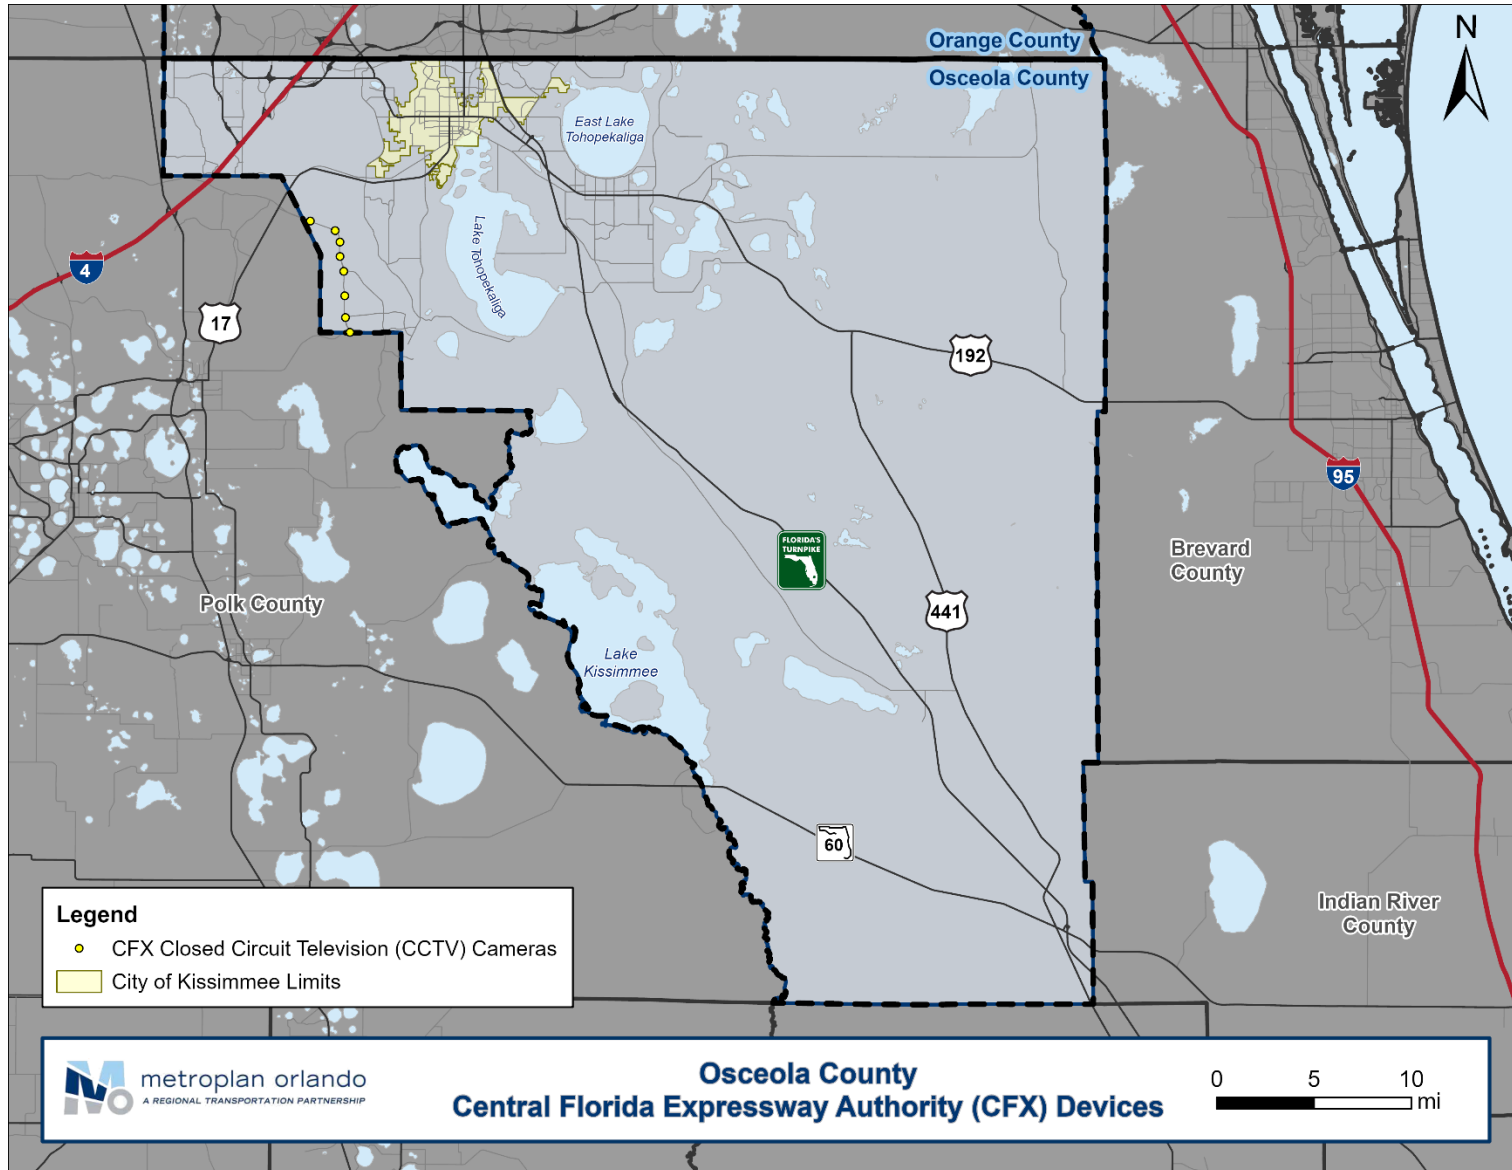 N
Orange County
Osceola County
East Lake
Tohopekaliga
Lake Tohopekaliga
4
17
192
95
FLORIDA'S
TURNPIKE
Brevard
County
441
Polk County
Lake
Kissimmee
60
Indian River
County
Legend
CFX Closed Circuit Television (CCTV) Cameras
City of Kissimmee Limits
metroplan orlando
A REGIONAL TRANSPORTATION PARTNERSHIP
Osceola County
Central Florida Expressway Authority (CFX) Devices
0 5 10
mi